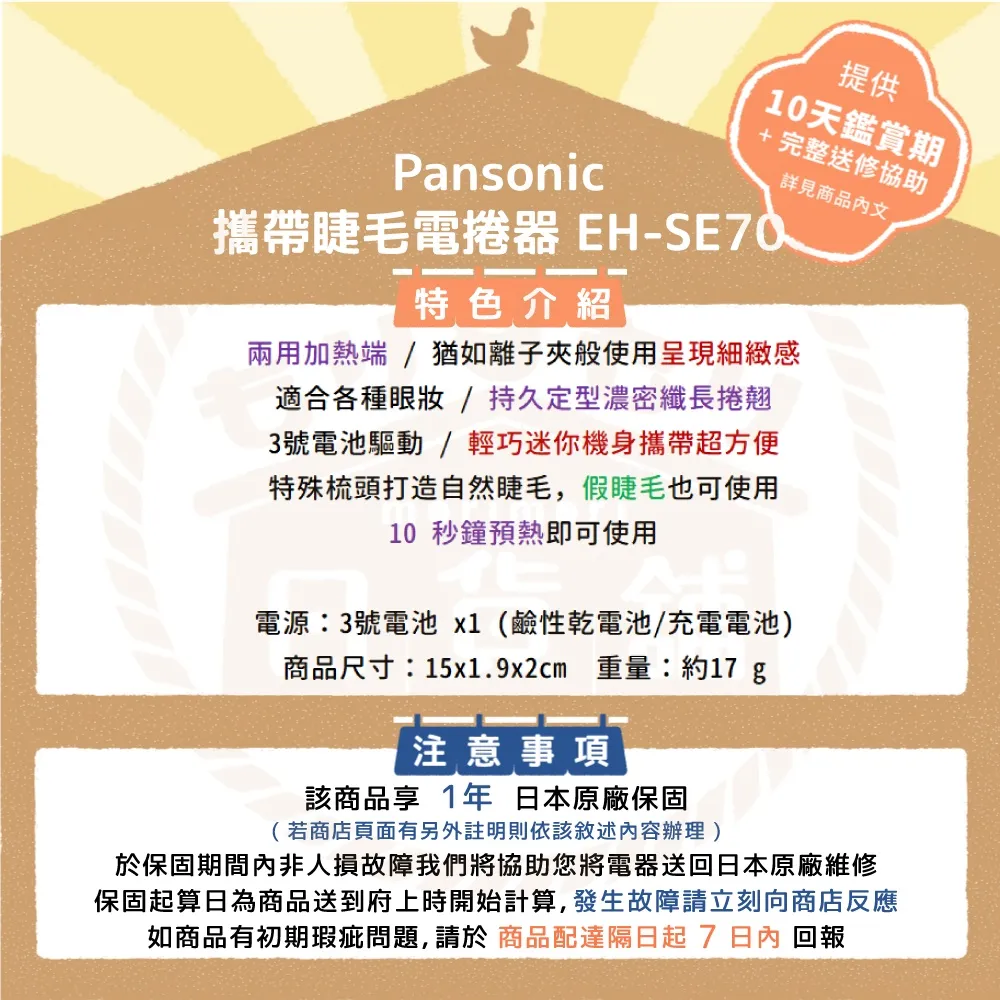 提供
10天鑑賞期
+ 完整送修協助
詳見商品內文
Pansonic
攜帶睫毛電捲器 EH-SE70
特色介紹
兩用加熱端 / 猶如離子夾般使用呈現細緻感
適合各種眼妝 / 持久定型濃密纖長捲翹
3號電池驅動 / 輕巧迷你機身攜帶超方便
特殊梳頭打造自然睫毛，假睫毛也可使用
10 秒鐘預熱即可使用
日貨舖
電源：3號電池 x1 (鹼性乾電池/充電電池)
商品尺寸：15x1.9x2cm 重量：約17 g
注意事項
該商品享 1年 日本原廠保固
( 若商店頁面有另外註明則依該敘述內容辦理 )
於保固期間內非人損故障我們將協助您將電器送回日本原廠維修
保固起算日為商品送到府上時開始計算, 發生故障請立刻向商店反應
如商品有初期瑕疵問題, 請於 商品配達隔日起 7 日內 回報